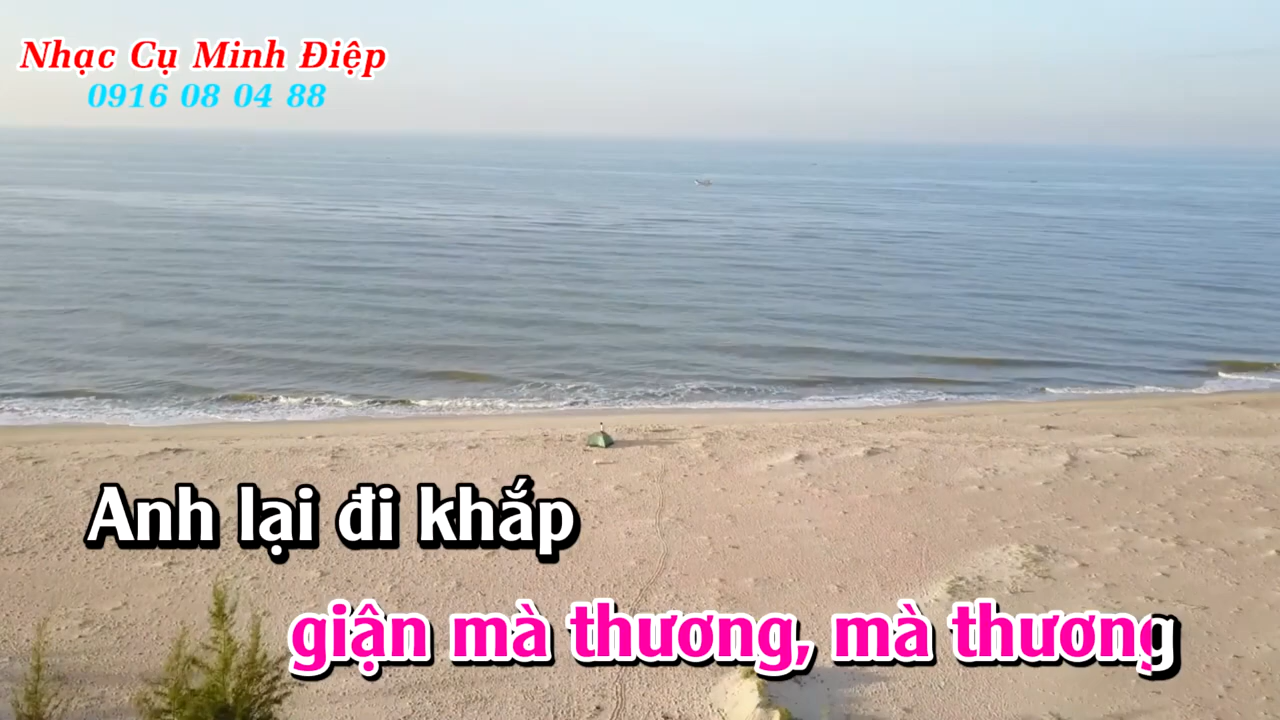 Nhạc Cụ Minh Điệp
0916 08 04 88
Anh lại đi khắp
giận mà thương, mà thương